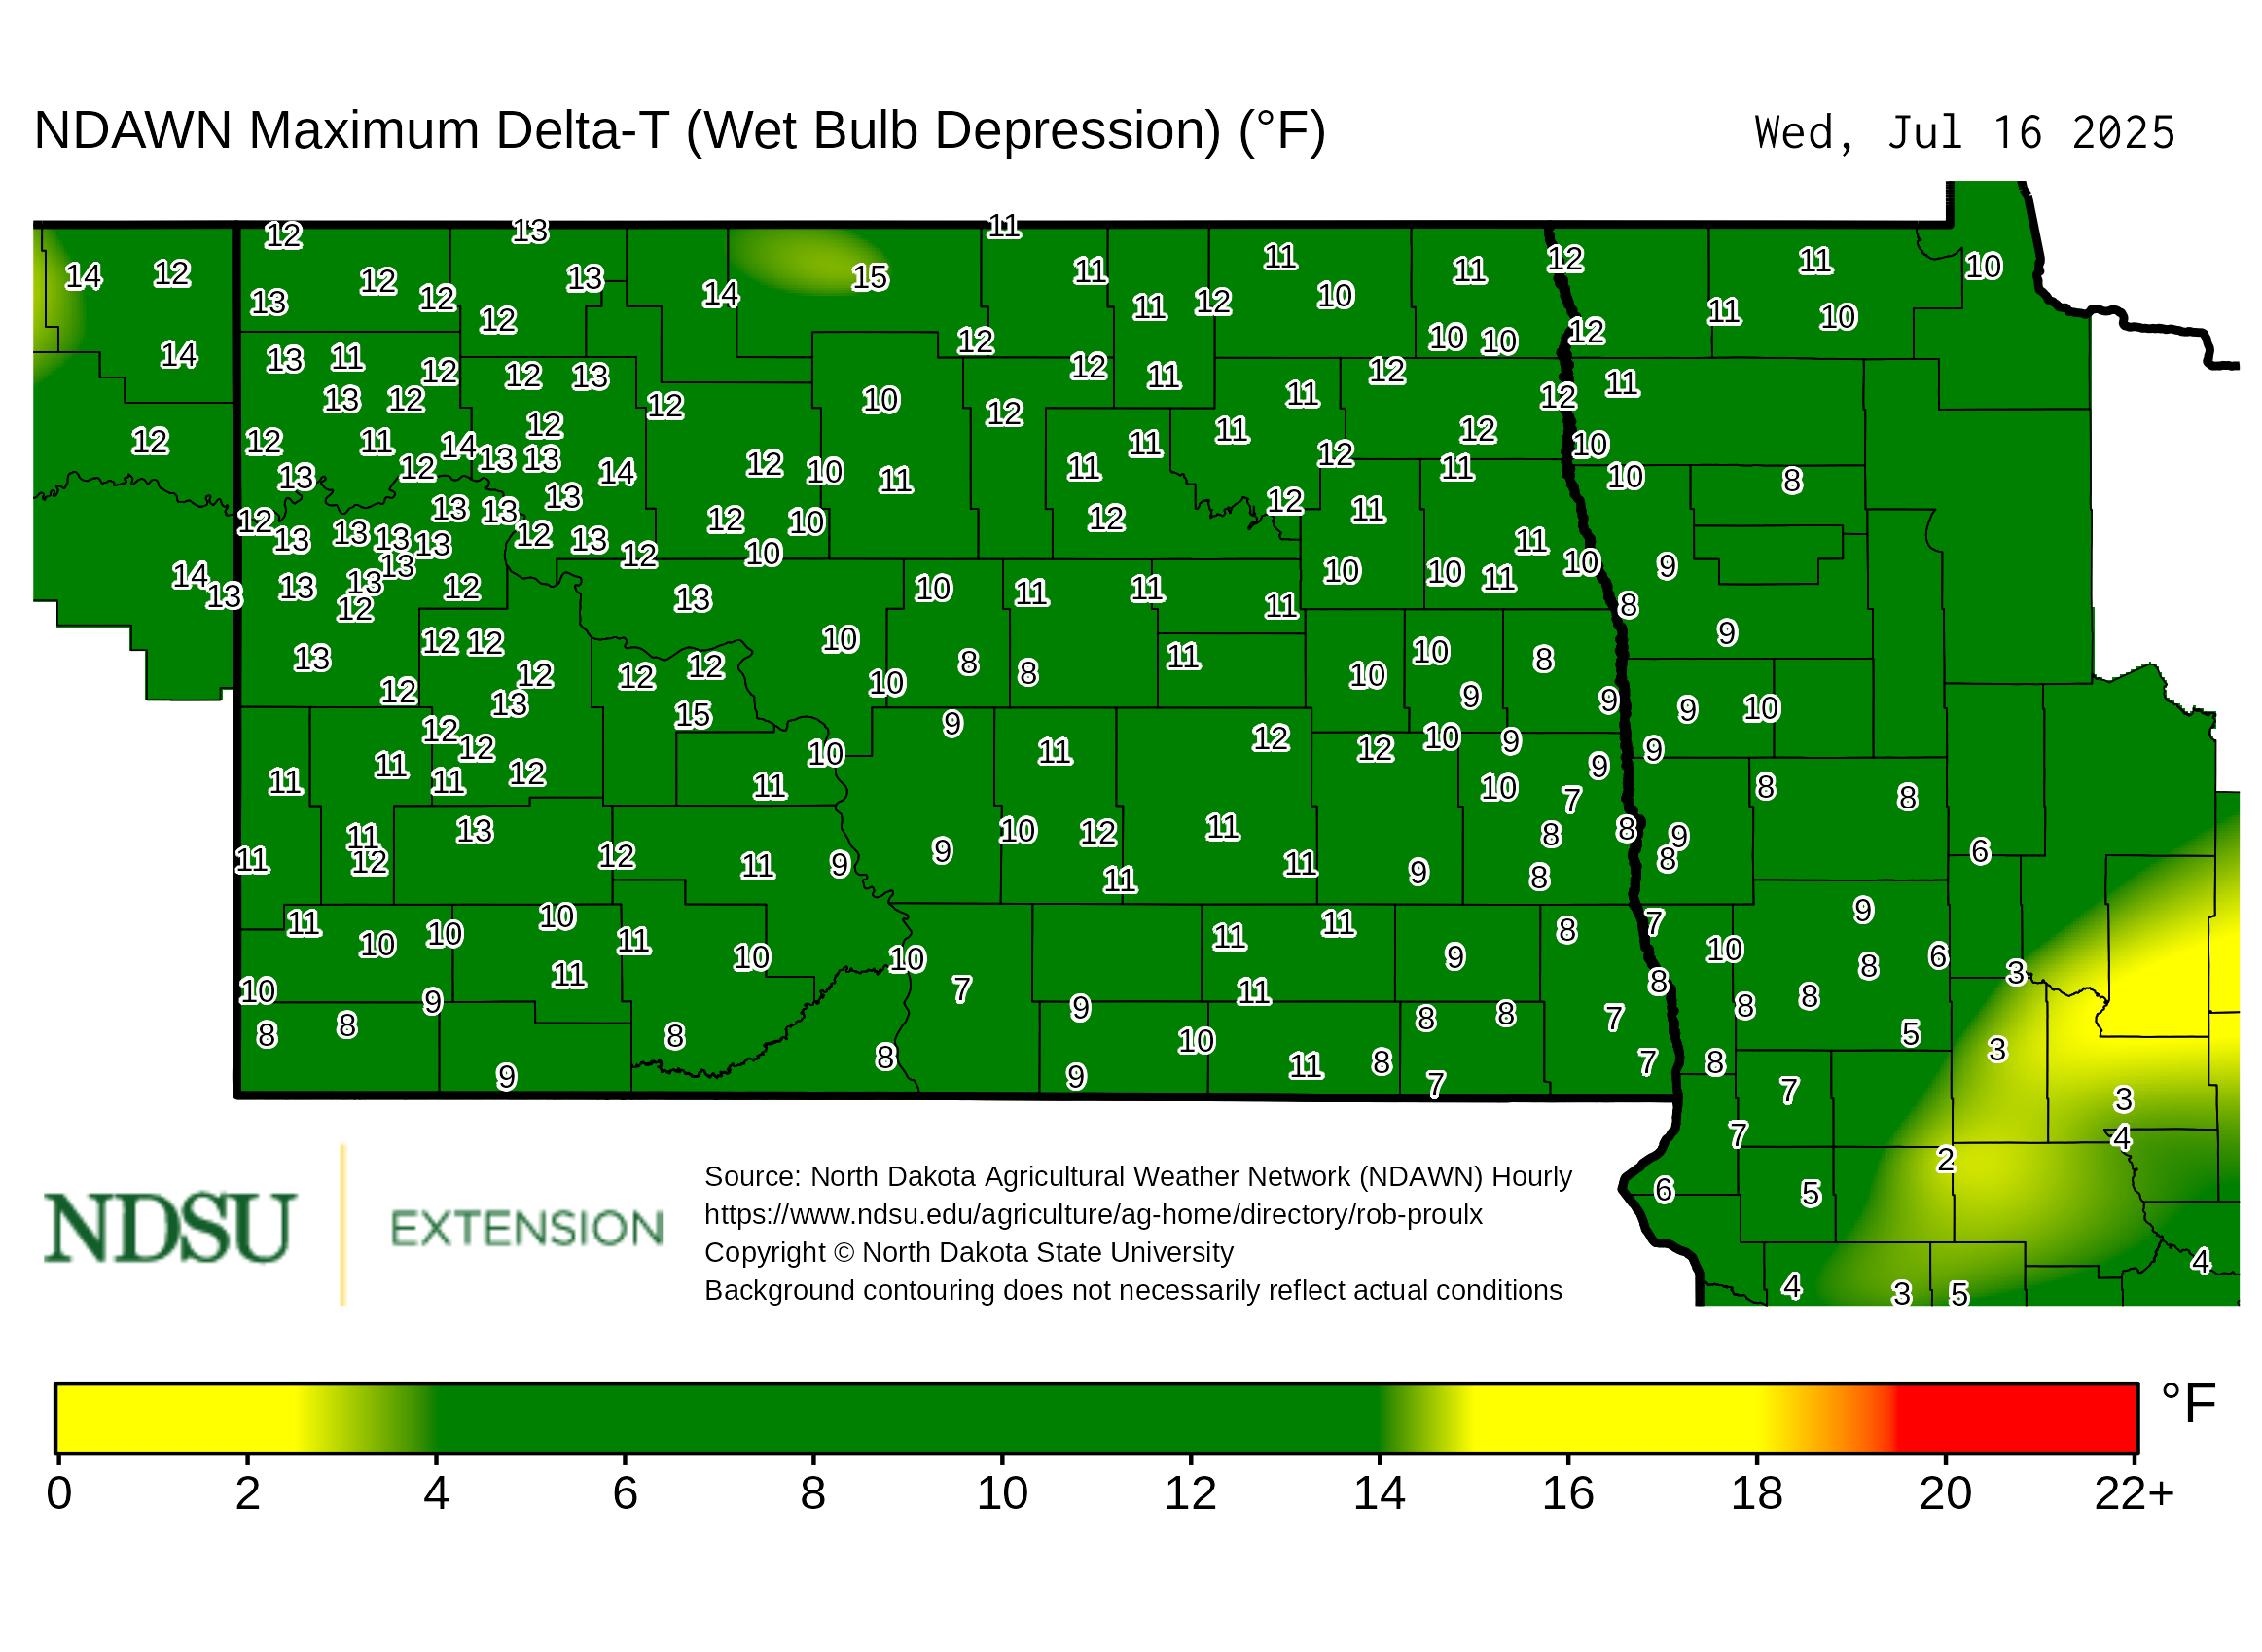 NDAWN Maximum Delta-T (Wet Bulb Depression) (°F)
Wed, Jul 16 2025
12 13 11
14 12 12 12 13 15 11 11 11 12 11 10
13 12 14 11 12 10 11 10
12 12 10 10 12
14 13 11 12 12 13 12 12 11 12
13 12 12 10 12 11 12 11
12 12 11 14 12 11 11 12 10
13 12 13 13 14 12 10 11 11 12 11 10 8
12 13 13 13 12 10 12 12 11
13 13 13 13 12 13 12 10 11 10 9
14 13 13 13 13 12 13 10 11 11 12 10 10 11 8
12 12 12 10 11 10 8 9
13 12 12 12 10 8 8 10 9 9 9 10
12 13 15 9
12 12 10 11 12 12 10 9 9
11 11 11 12 11 10 9 7 8 8
11 13 10 12 11 8 8 9
11 12 12 11 9 9 11 11 9 8 8 6
11 10 10 10 11 11 11 8 7 9
10 11 10 10 7 11 9 8 10 8 6 3
8 8 9 8 9 10 8 8 7 8 8 5
9 8 9 11 8 7 7 8 7 3 3
7 2 4
6 5 4
4 3 5
NDSU EXTENSION
Source: North Dakota Agricultural Weather Network (NDAWN) Hourly
https://www.ndsu.edu/agriculture/ag-home/directory/rob-proulx
Copyright © North Dakota State University
Background contouring does not necessarily reflect actual conditions
°F
0 2 4 6 8 10 12 14 16 18 20 22+